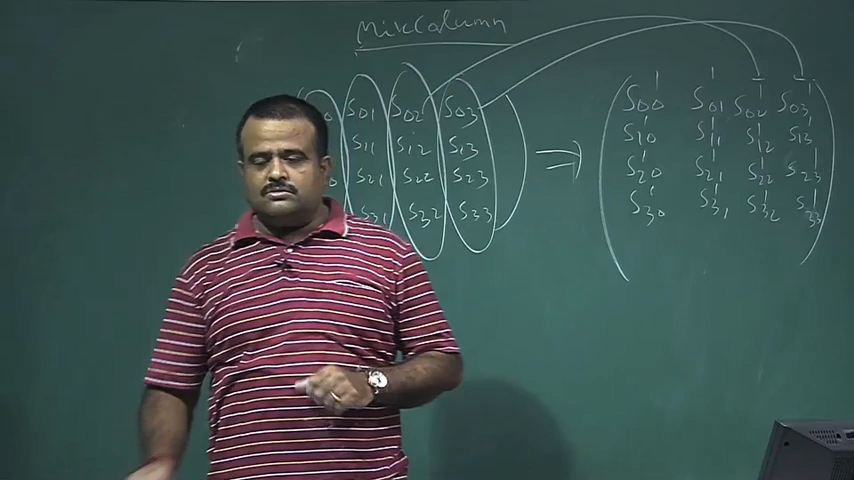 MixColumn
S01 S02 S03 ⇒ S'00 S'01 S'02 S'03
S11 S12 S13 S'10 S'11 S'12 S'13
S21 S22 S23 S'20 S'21 S'22 S'23
S31 S32 S33 S'30 S'31 S'32 S'33